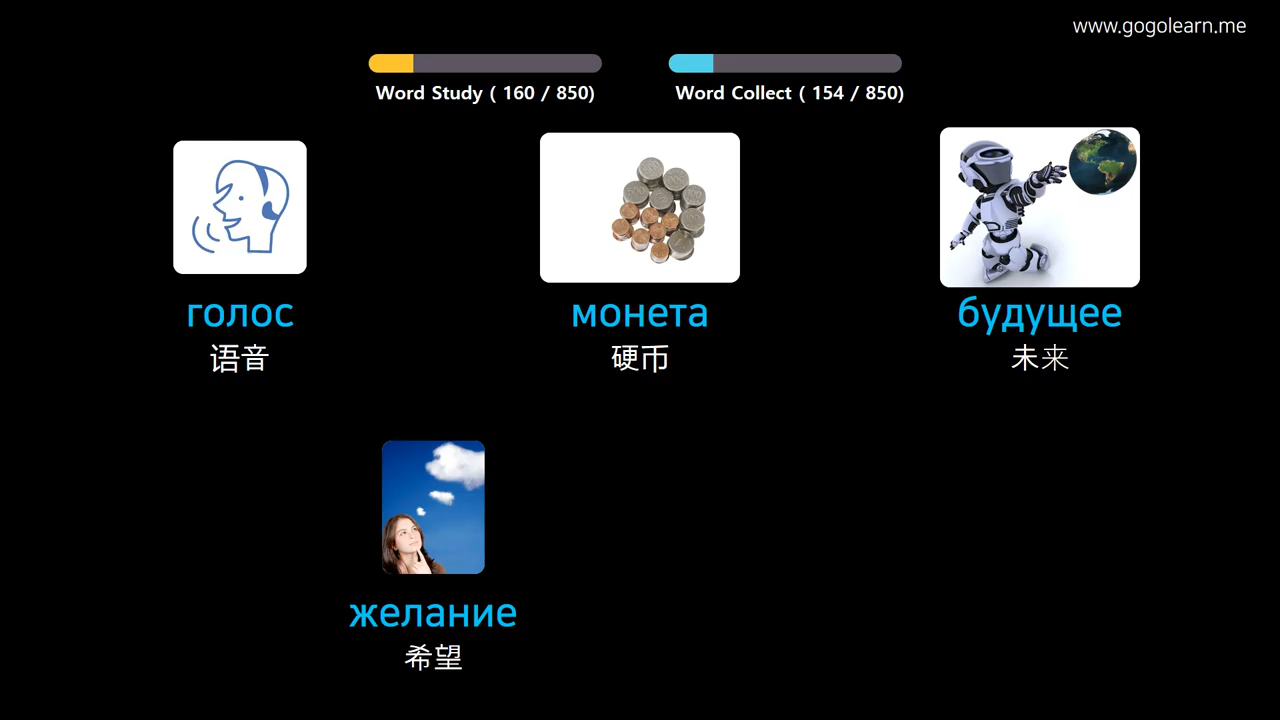 www.gogolearn.me
Word Study ( 160 / 850)
Word Collect ( 154 / 850)
голос
монета
будущее
语音
硬币
未来
желание
希望